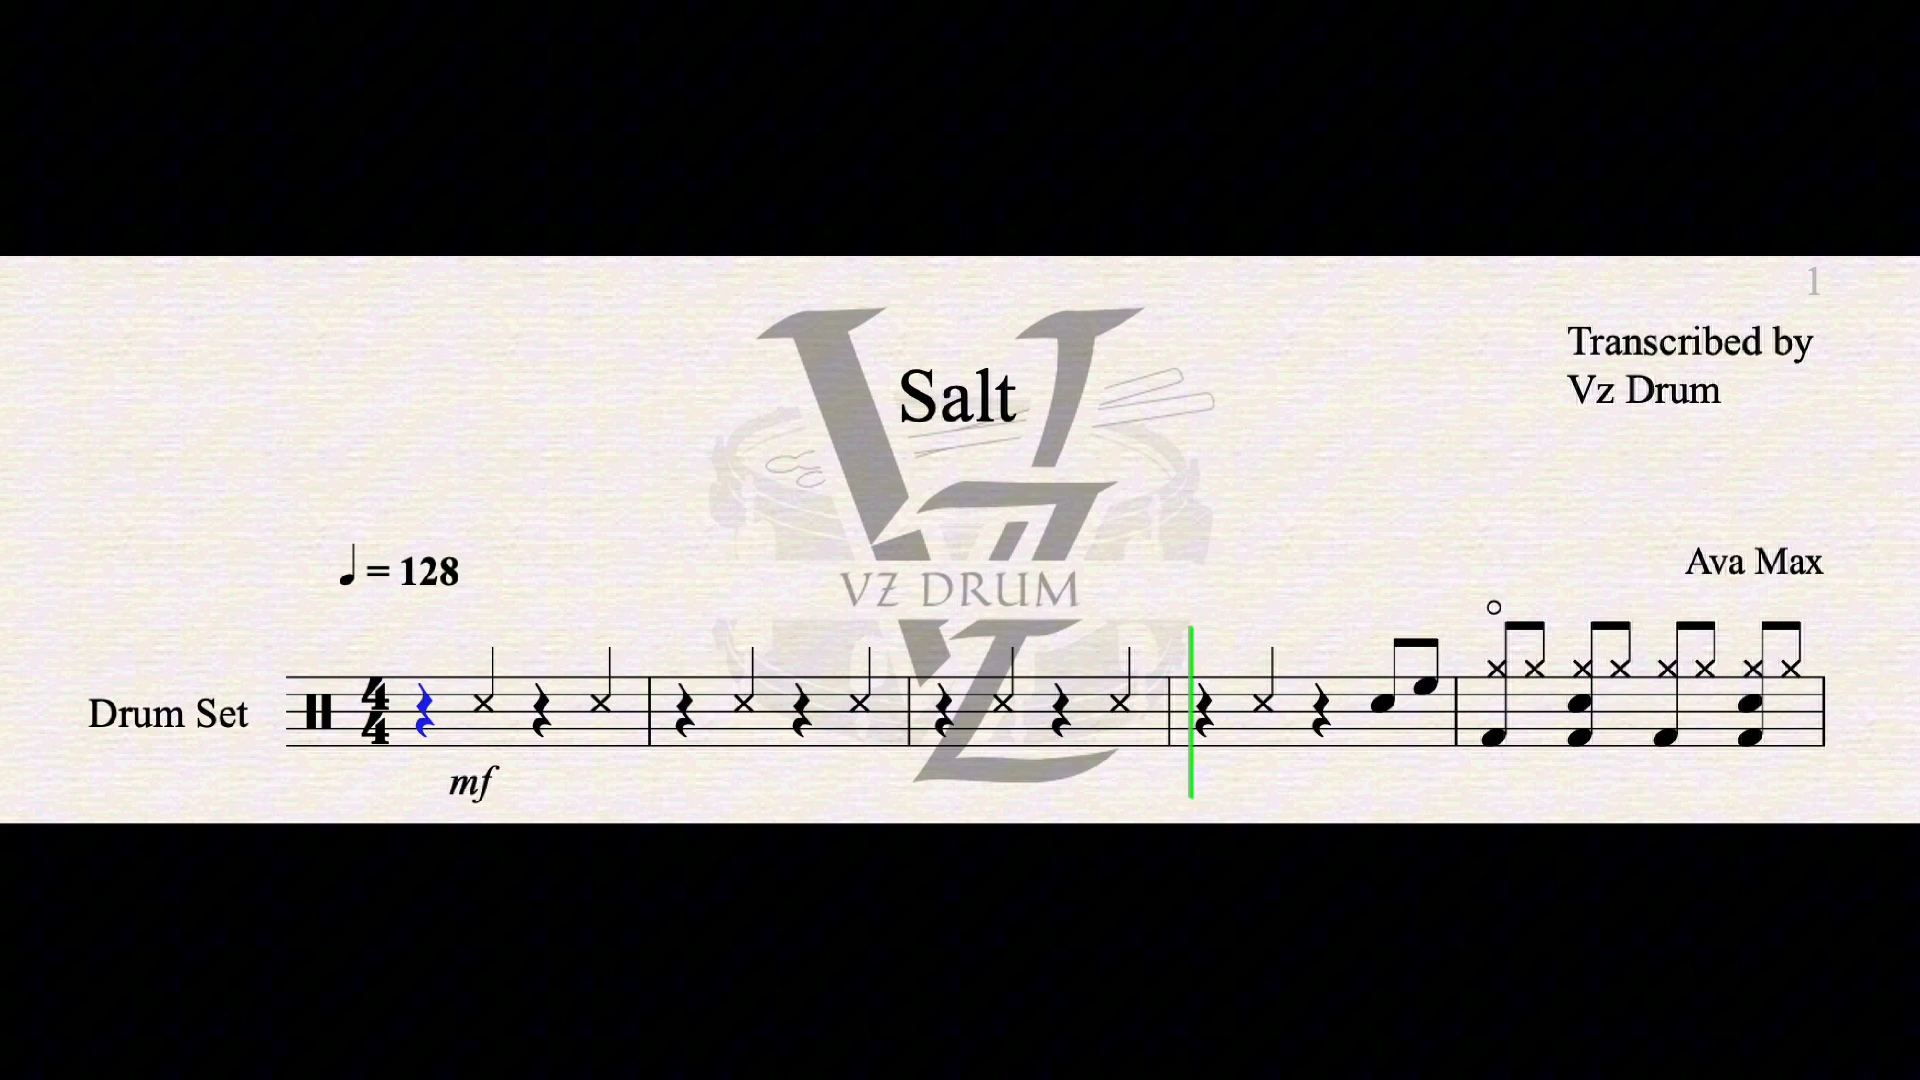 1
Transcribed by
Vz Drum
Salt
♩ = 128
Ava Max
VZ DRUM
Drum Set
4
4
mf